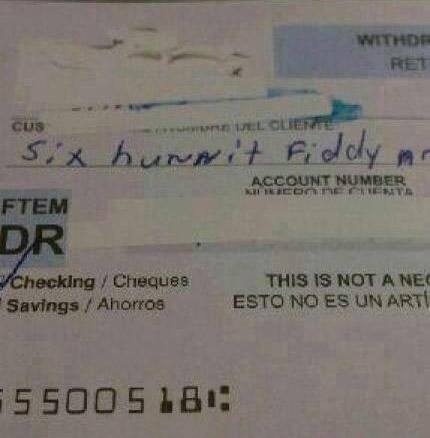 WITHDR
RET
CUS
NOMBRE DEL CLIENTE
Six hunnit Fiddy
ACCOUNT NUMBER
NUMERO DE CUENTA
FTEM
DR
Checking / Cheques
Savings / Ahorros
THIS IS NOT A NEG
ESTO NO ES UN ARTÍ
5550051811: